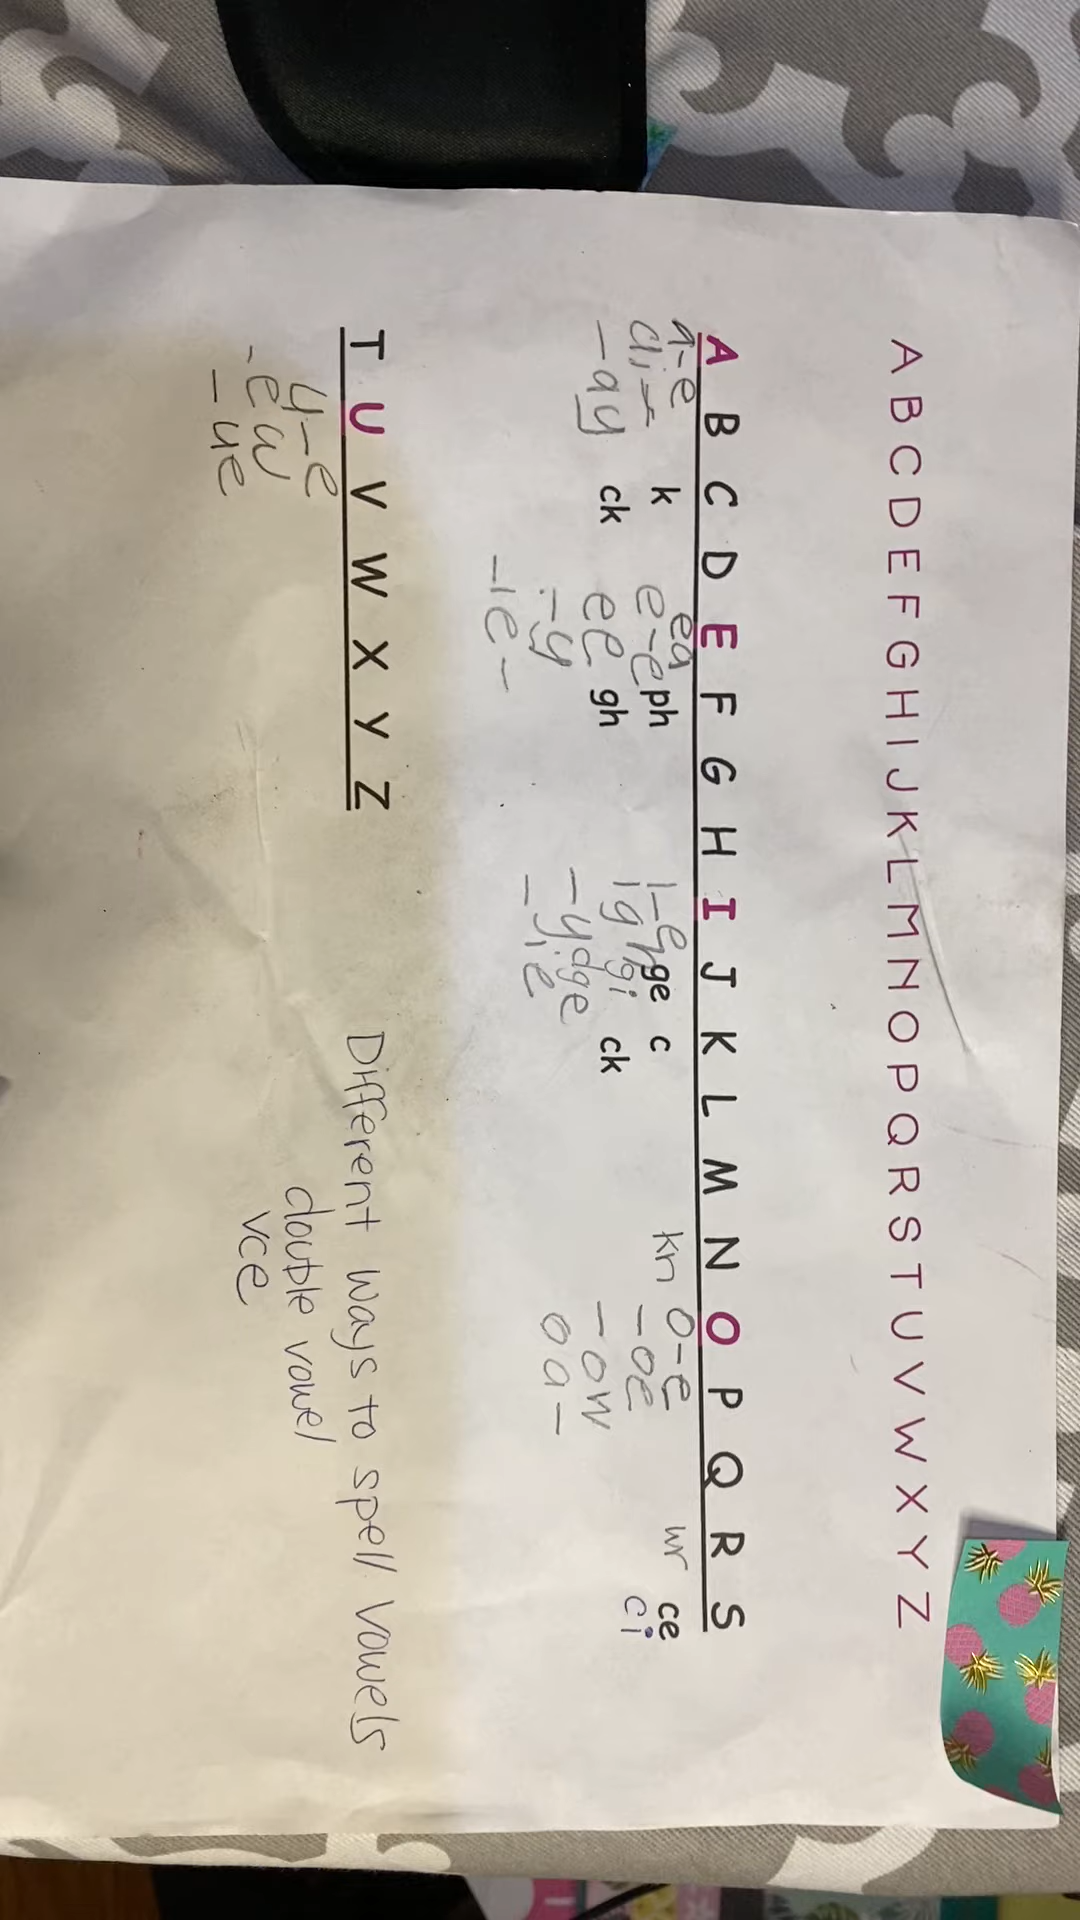 A B C D E F G H I J K L M N O P Q R S T U V W X Y Z
A B C D E F G H I J K L M N O P Q R S
a-e k ea ph i-e ge c kn o-e wr ce
ai- ck e-e gh igh gi ck -oe ci
-ay ee -y dge -ow
-y -ie oa-
-ie-
T U V W X Y Z
u-e
-ew
-ue
Different ways to spell vowels
double vowel
vce